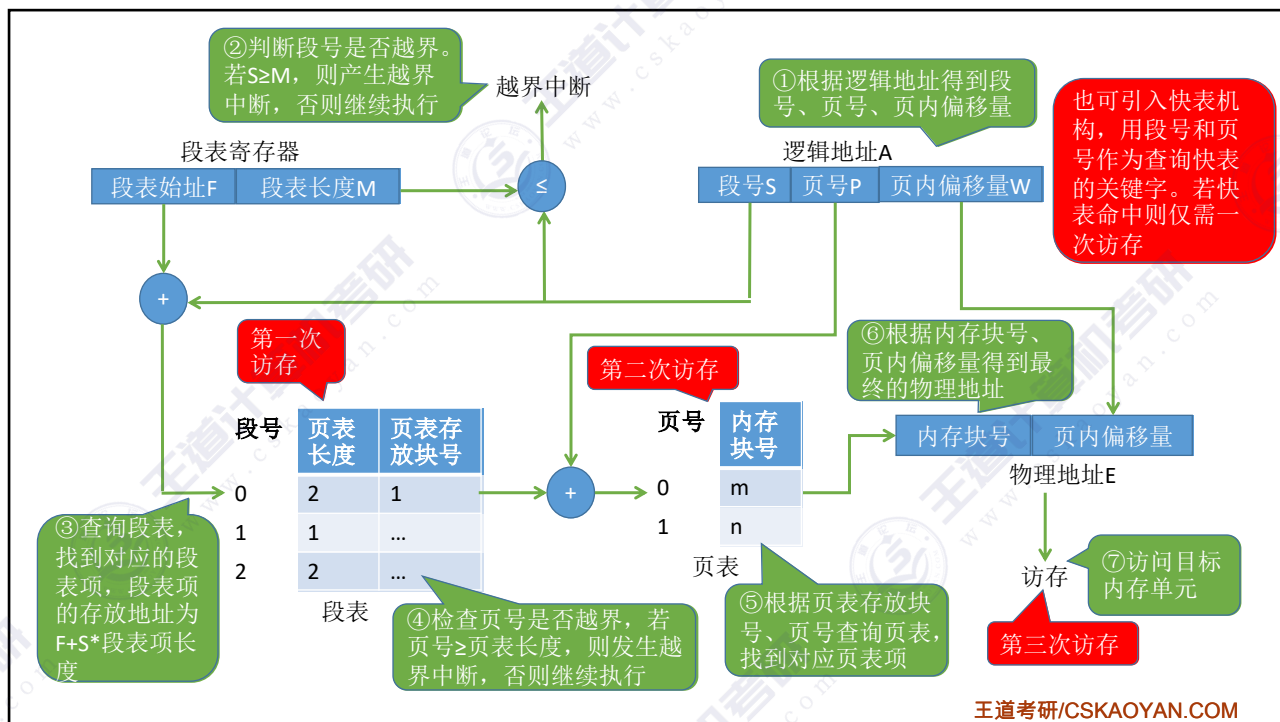 ②判断段号是否越界。
若S≥M，则产生越界
中断，否则继续执行
越界中断
①根据逻辑地址得到段
号、页号、页内偏移量
也可引入快表机
构，用段号和页
号作为查询快表
的关键字。若快
表命中则仅需一
次访存
段表寄存器
段表始址F 段表长度M
≤
逻辑地址A
段号S 页号P 页内偏移量W
+
第一次
访存
第二次访存
⑥根据内存块号、
页内偏移量得到最
终的物理地址
段号 页表长度 页表存放块号
0 2 1
1 1 …
2 2 …
段表
+
页号 内存块号
0 m
1 n
页表
内存块号 页内偏移量
物理地址E
③查询段表，
找到对应的段
表项，段表项
的存放地址为
F+S*段表项长
度
④检查页号是否越界，若
页号≥页表长度，则发生越
界中断，否则继续执行
⑤根据页表存放块
号、页号查询页表，
找到对应页表项
访存
⑦访问目标
内存单元
第三次访存
王道考研/CSKAOYAN.COM